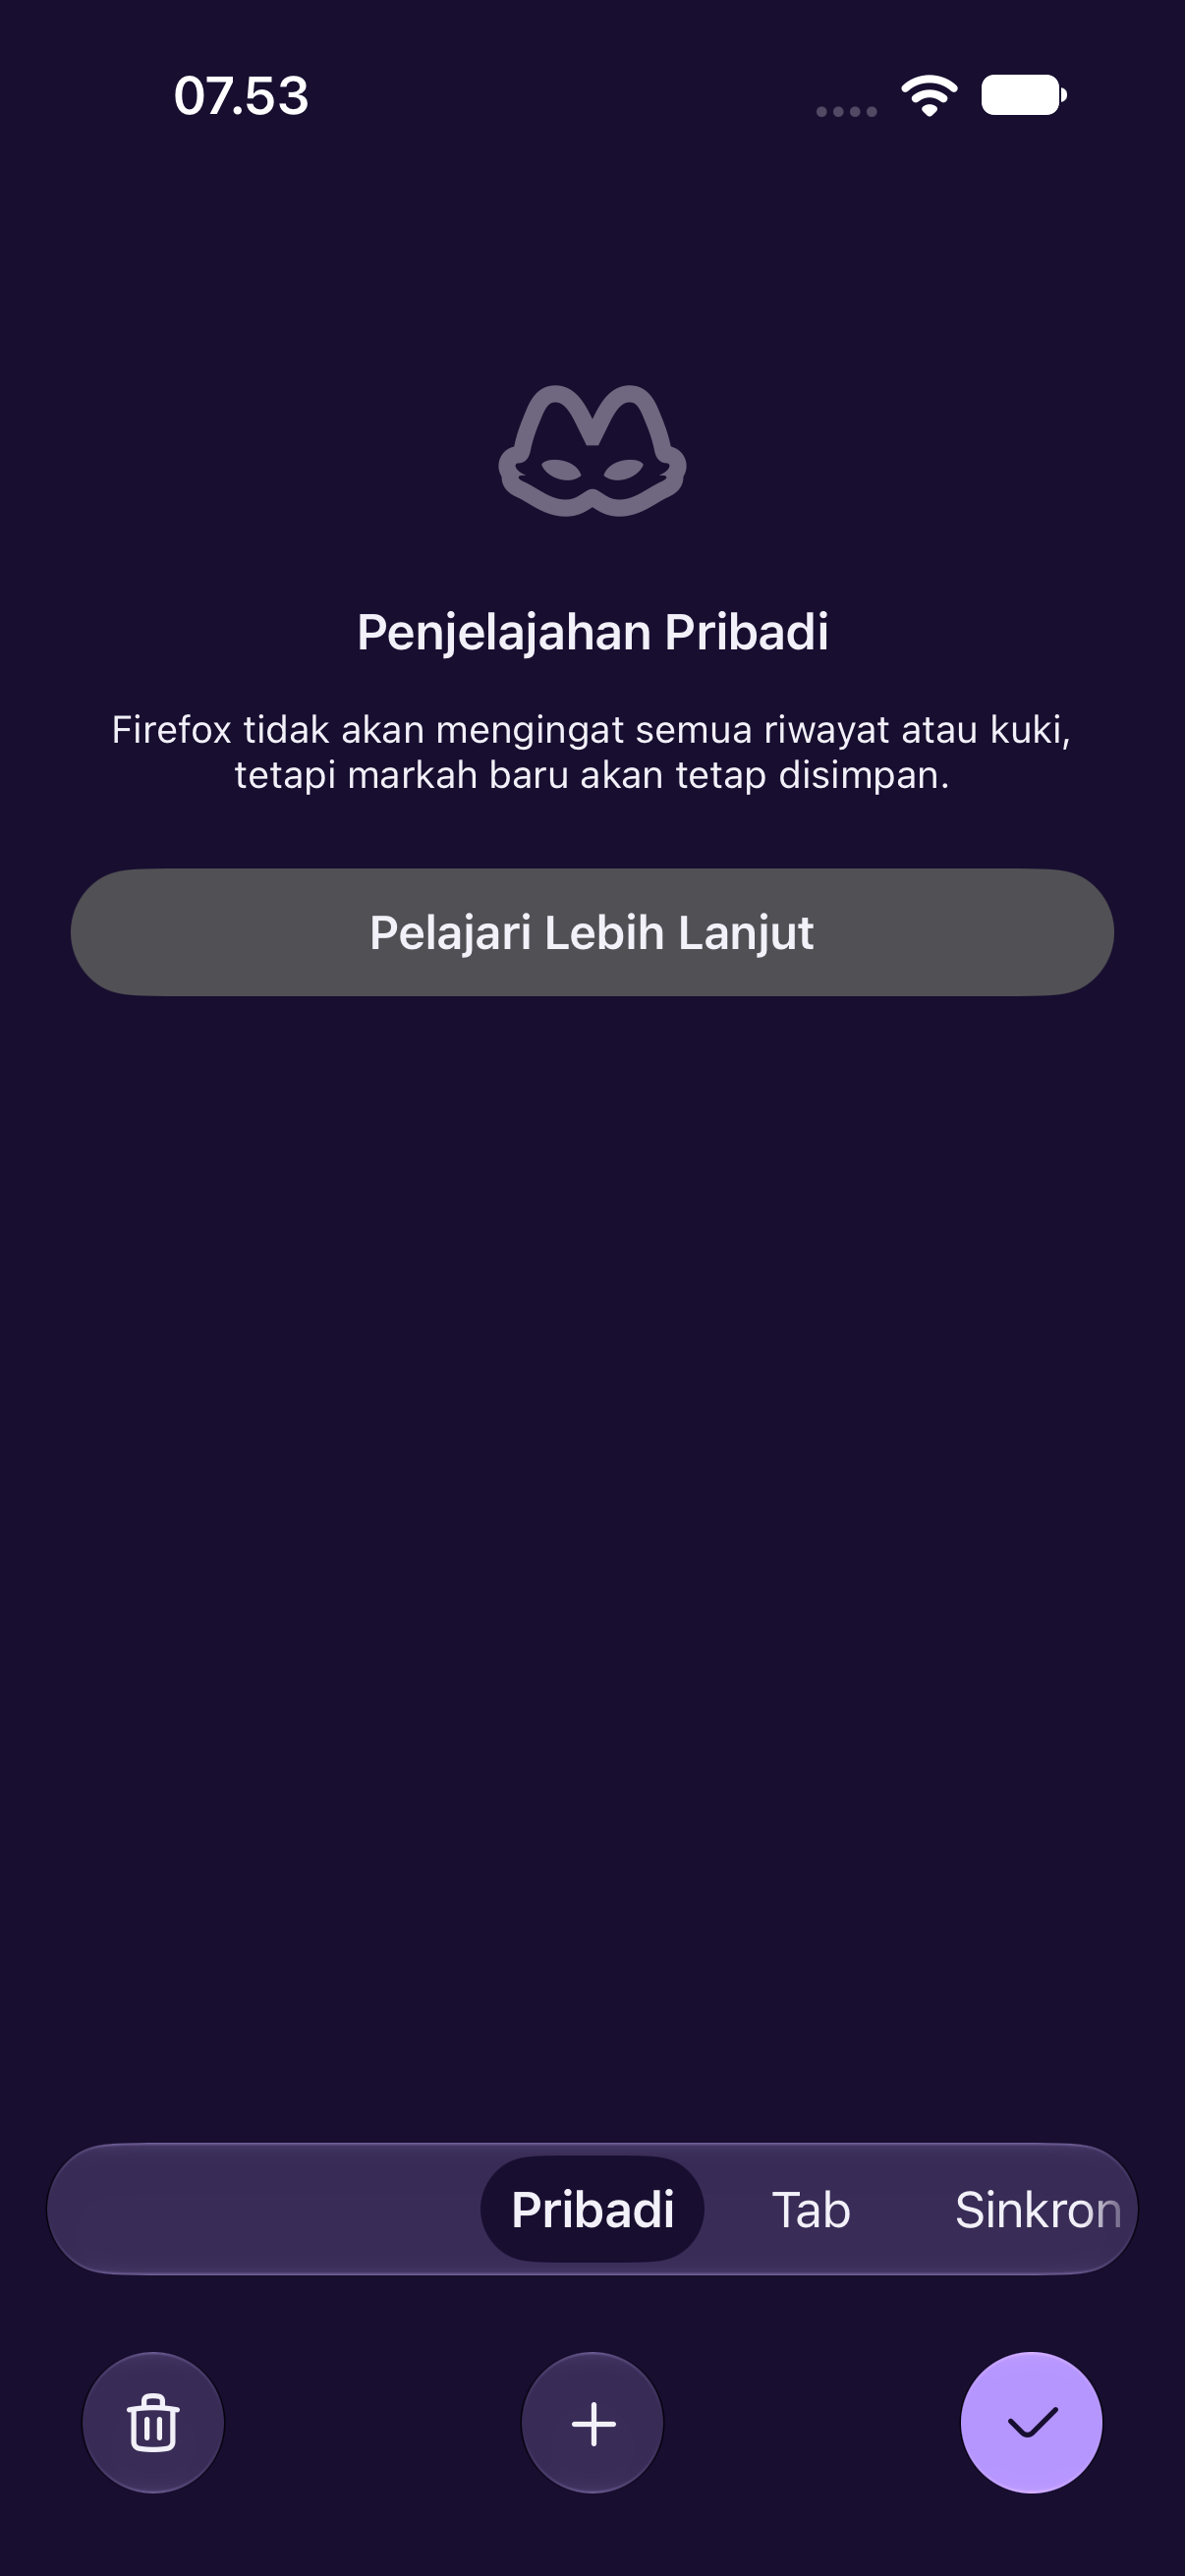 07.53
Penjelajahan Pribadi
Firefox tidak akan mengingat semua riwayat atau kuki,
tetapi markah baru akan tetap disimpan.
Pelajari Lebih Lanjut
Pribadi
Tab
Sinkron